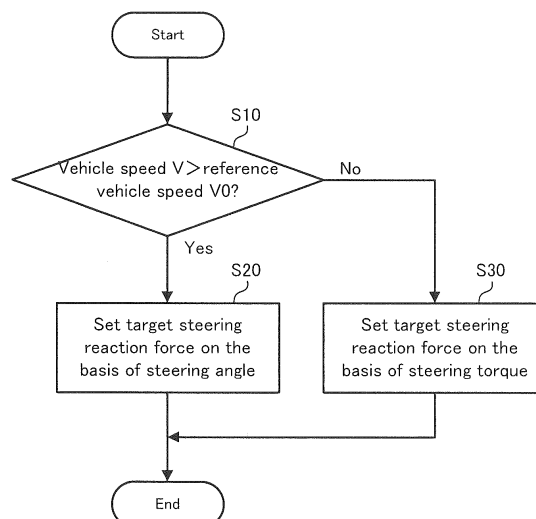 Start
S10
Vehicle speed V＞reference
vehicle speed V0?
No
Yes
S20
Set target steering
reaction force on the
basis of steering angle
S30
Set target steering
reaction force on the
basis of steering torque
End